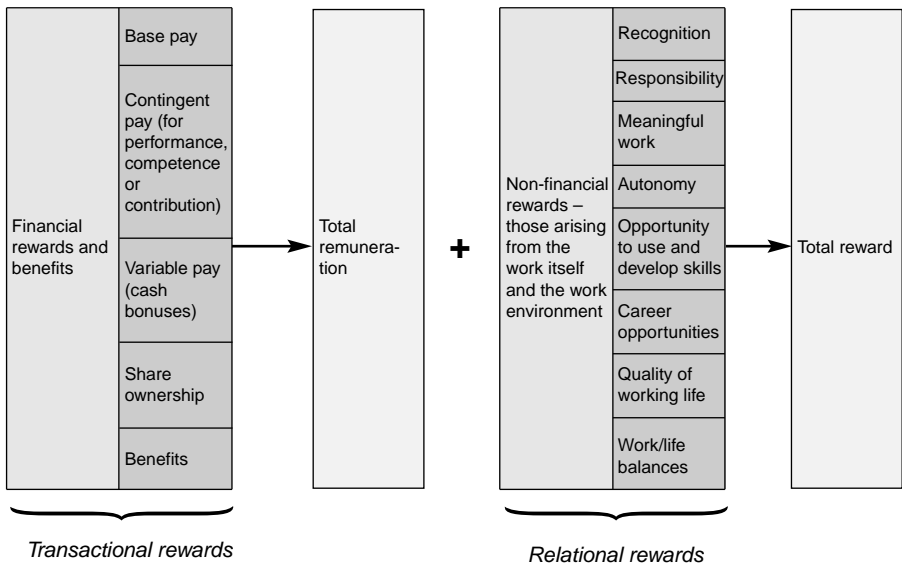 Financial
rewards and
benefits
Base pay
Contingent
pay (for
performance,
competence
or
contribution)
Variable pay
(cash
bonuses)
Share
ownership
Benefits
Transactional rewards
Total
remunera-
tion
+
Non-financial
rewards –
those arising
from the
work itself
and the work
environment
Recognition
Responsibility
Meaningful
work
Autonomy
Opportunity
to use and
develop skills
Career
opportunities
Quality of
working life
Work/life
balances
Relational rewards
Total reward